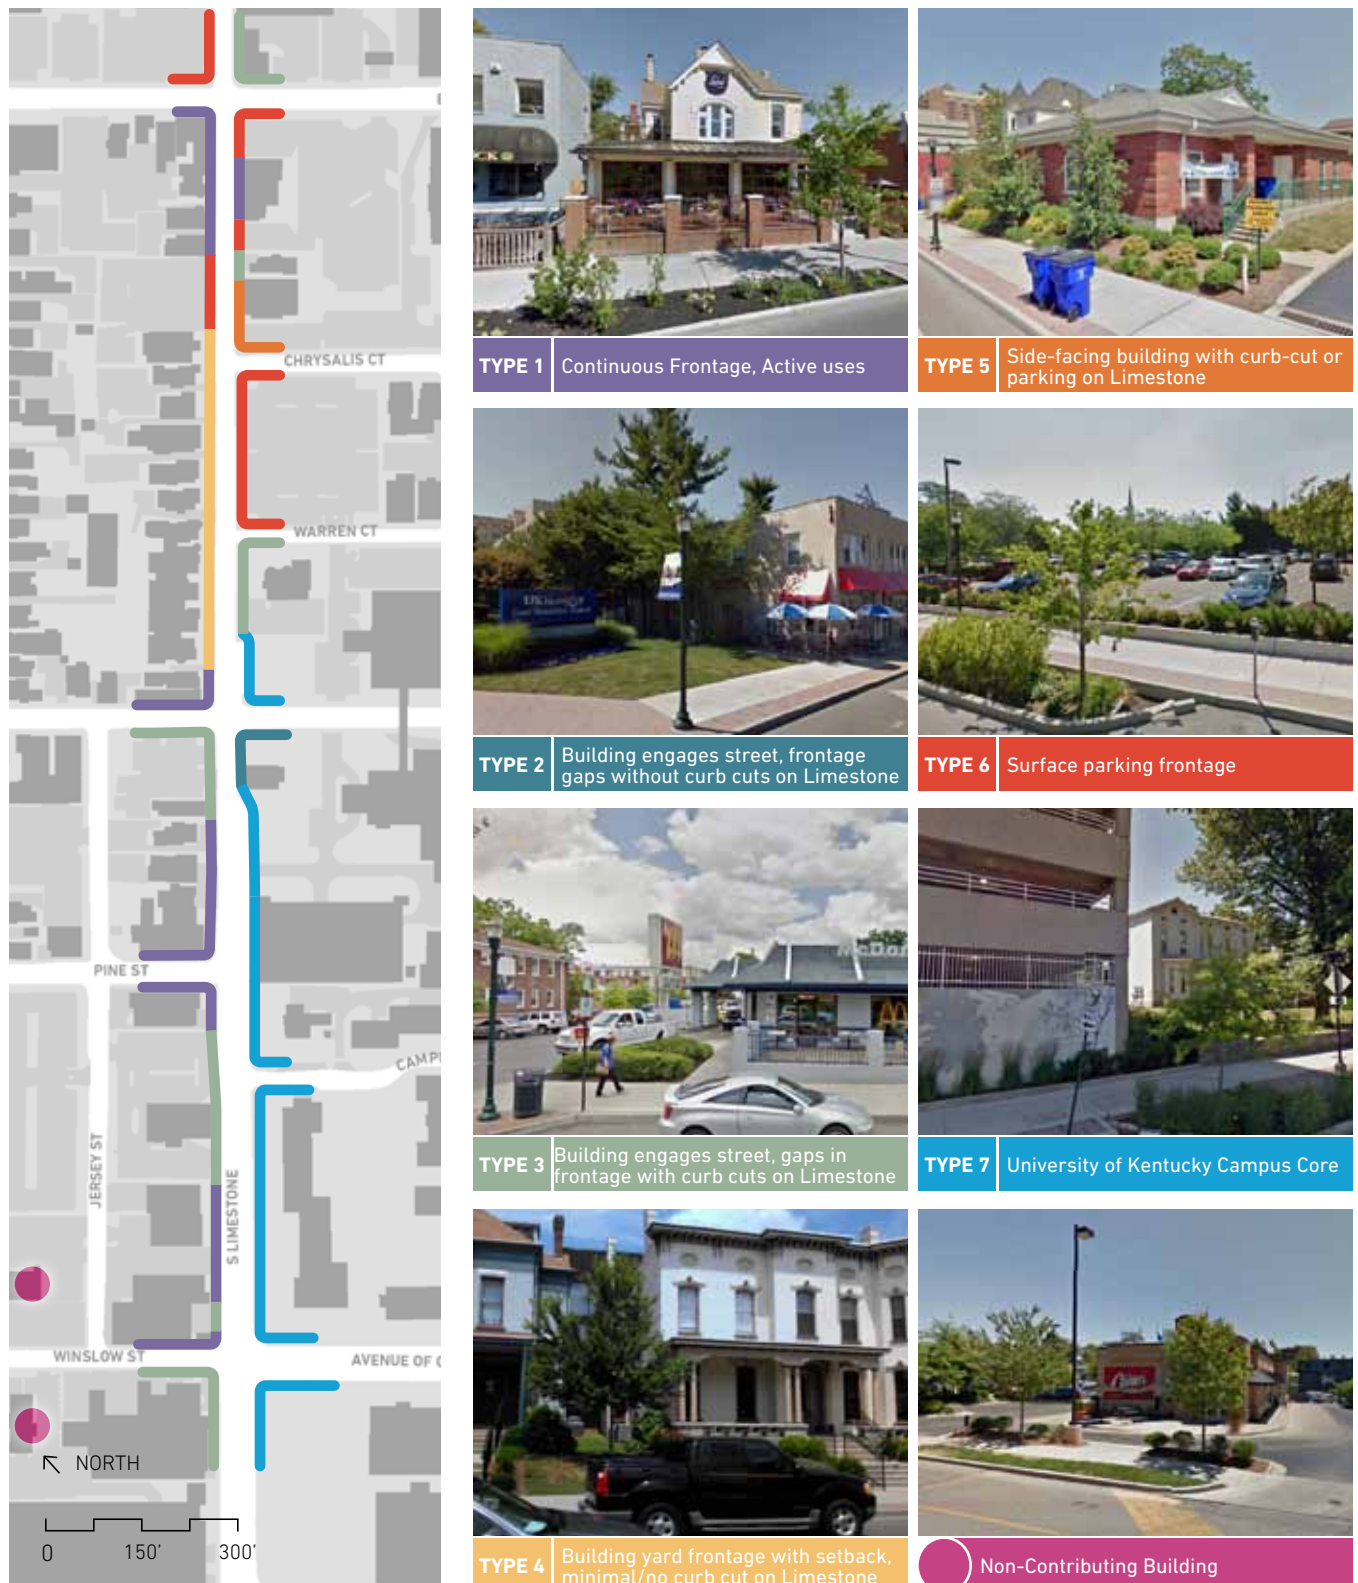 CHRYSALIS CT
WARREN CT
PINE ST
JERSEY ST
S LIMESTONE
WINSLOW ST
NORTH
0 150' 300'
TYPE 1 Continuous Frontage, Active uses
TYPE 5 Side-facing building with curb-cut or
parking on Limestone
TYPE 2 Building engages street, frontage
gaps without curb cuts on Limestone
TYPE 6 Surface parking frontage
TYPE 3 Building engages street, gaps in
frontage with curb cuts on Limestone
TYPE 7 University of Kentucky Campus Core
TYPE 4 Building yard frontage with setback,
minimal/no curb cut on Limestone
Non-Contributing Building
AVENUE OF